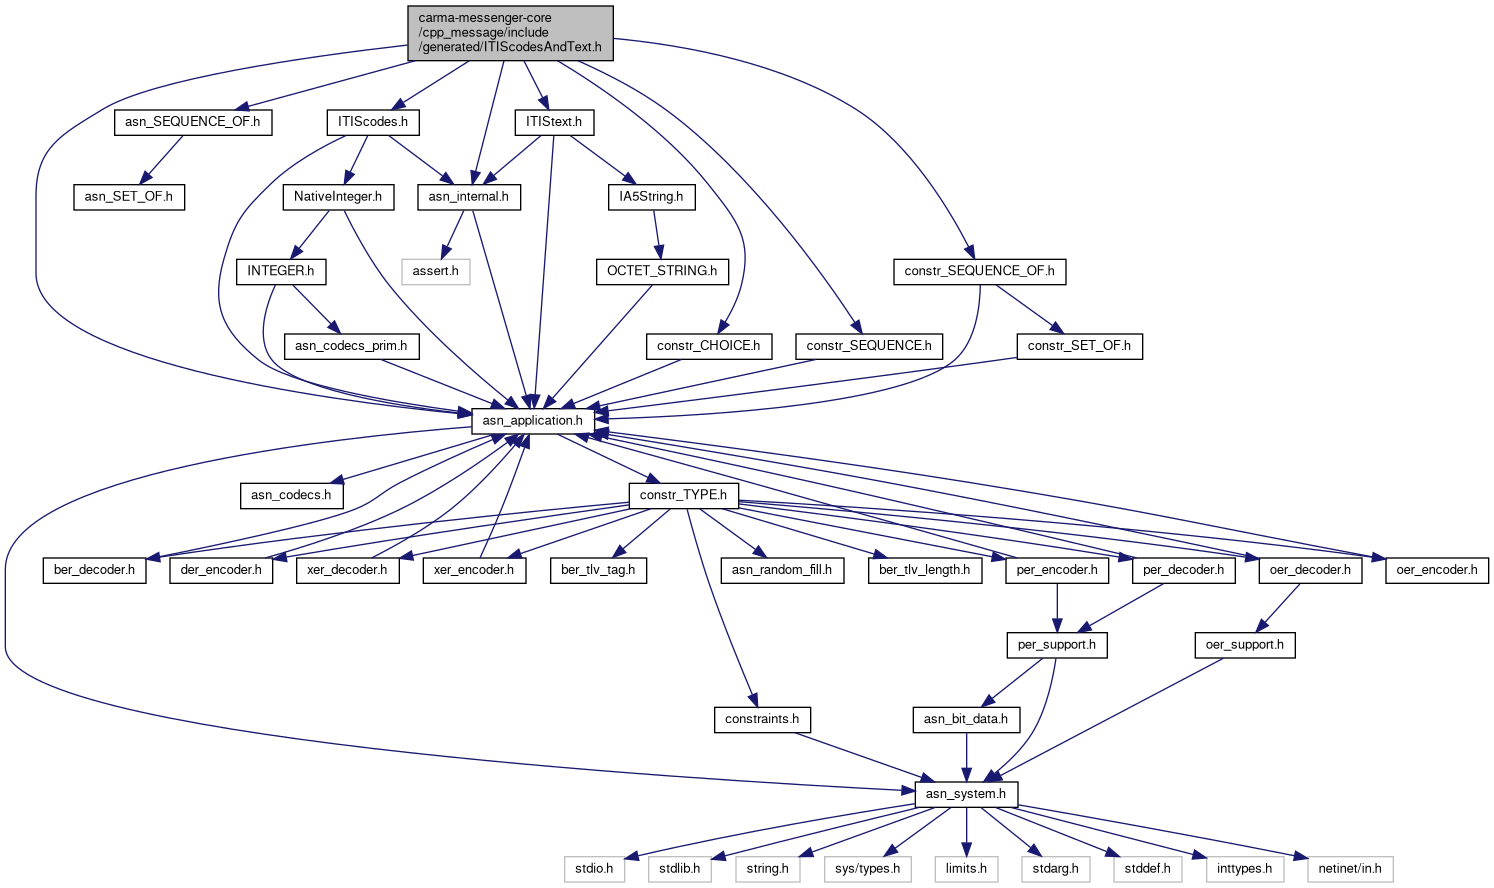 carma-messenger-core
/cpp_message/include
/generated/ITIScodesAndText.h
asn_SEQUENCE_OF.h
ITIScodes.h
ITIStext.h
asn_SET_OF.h
NativeInteger.h
asn_internal.h
IA5String.h
INTEGER.h
assert.h
OCTET_STRING.h
constr_SEQUENCE_OF.h
asn_codecs_prim.h
constr_CHOICE.h
constr_SEQUENCE.h
constr_SET_OF.h
asn_application.h
asn_codecs.h
constr_TYPE.h
ber_decoder.h
der_encoder.h
xer_decoder.h
xer_encoder.h
ber_tlv_tag.h
asn_random_fill.h
ber_tlv_length.h
per_encoder.h
per_decoder.h
oer_decoder.h
oer_encoder.h
per_support.h
oer_support.h
constraints.h
asn_bit_data.h
asn_system.h
stdio.h
stdlib.h
string.h
sys/types.h
limits.h
stdarg.h
stddef.h
inttypes.h
netinet/in.h